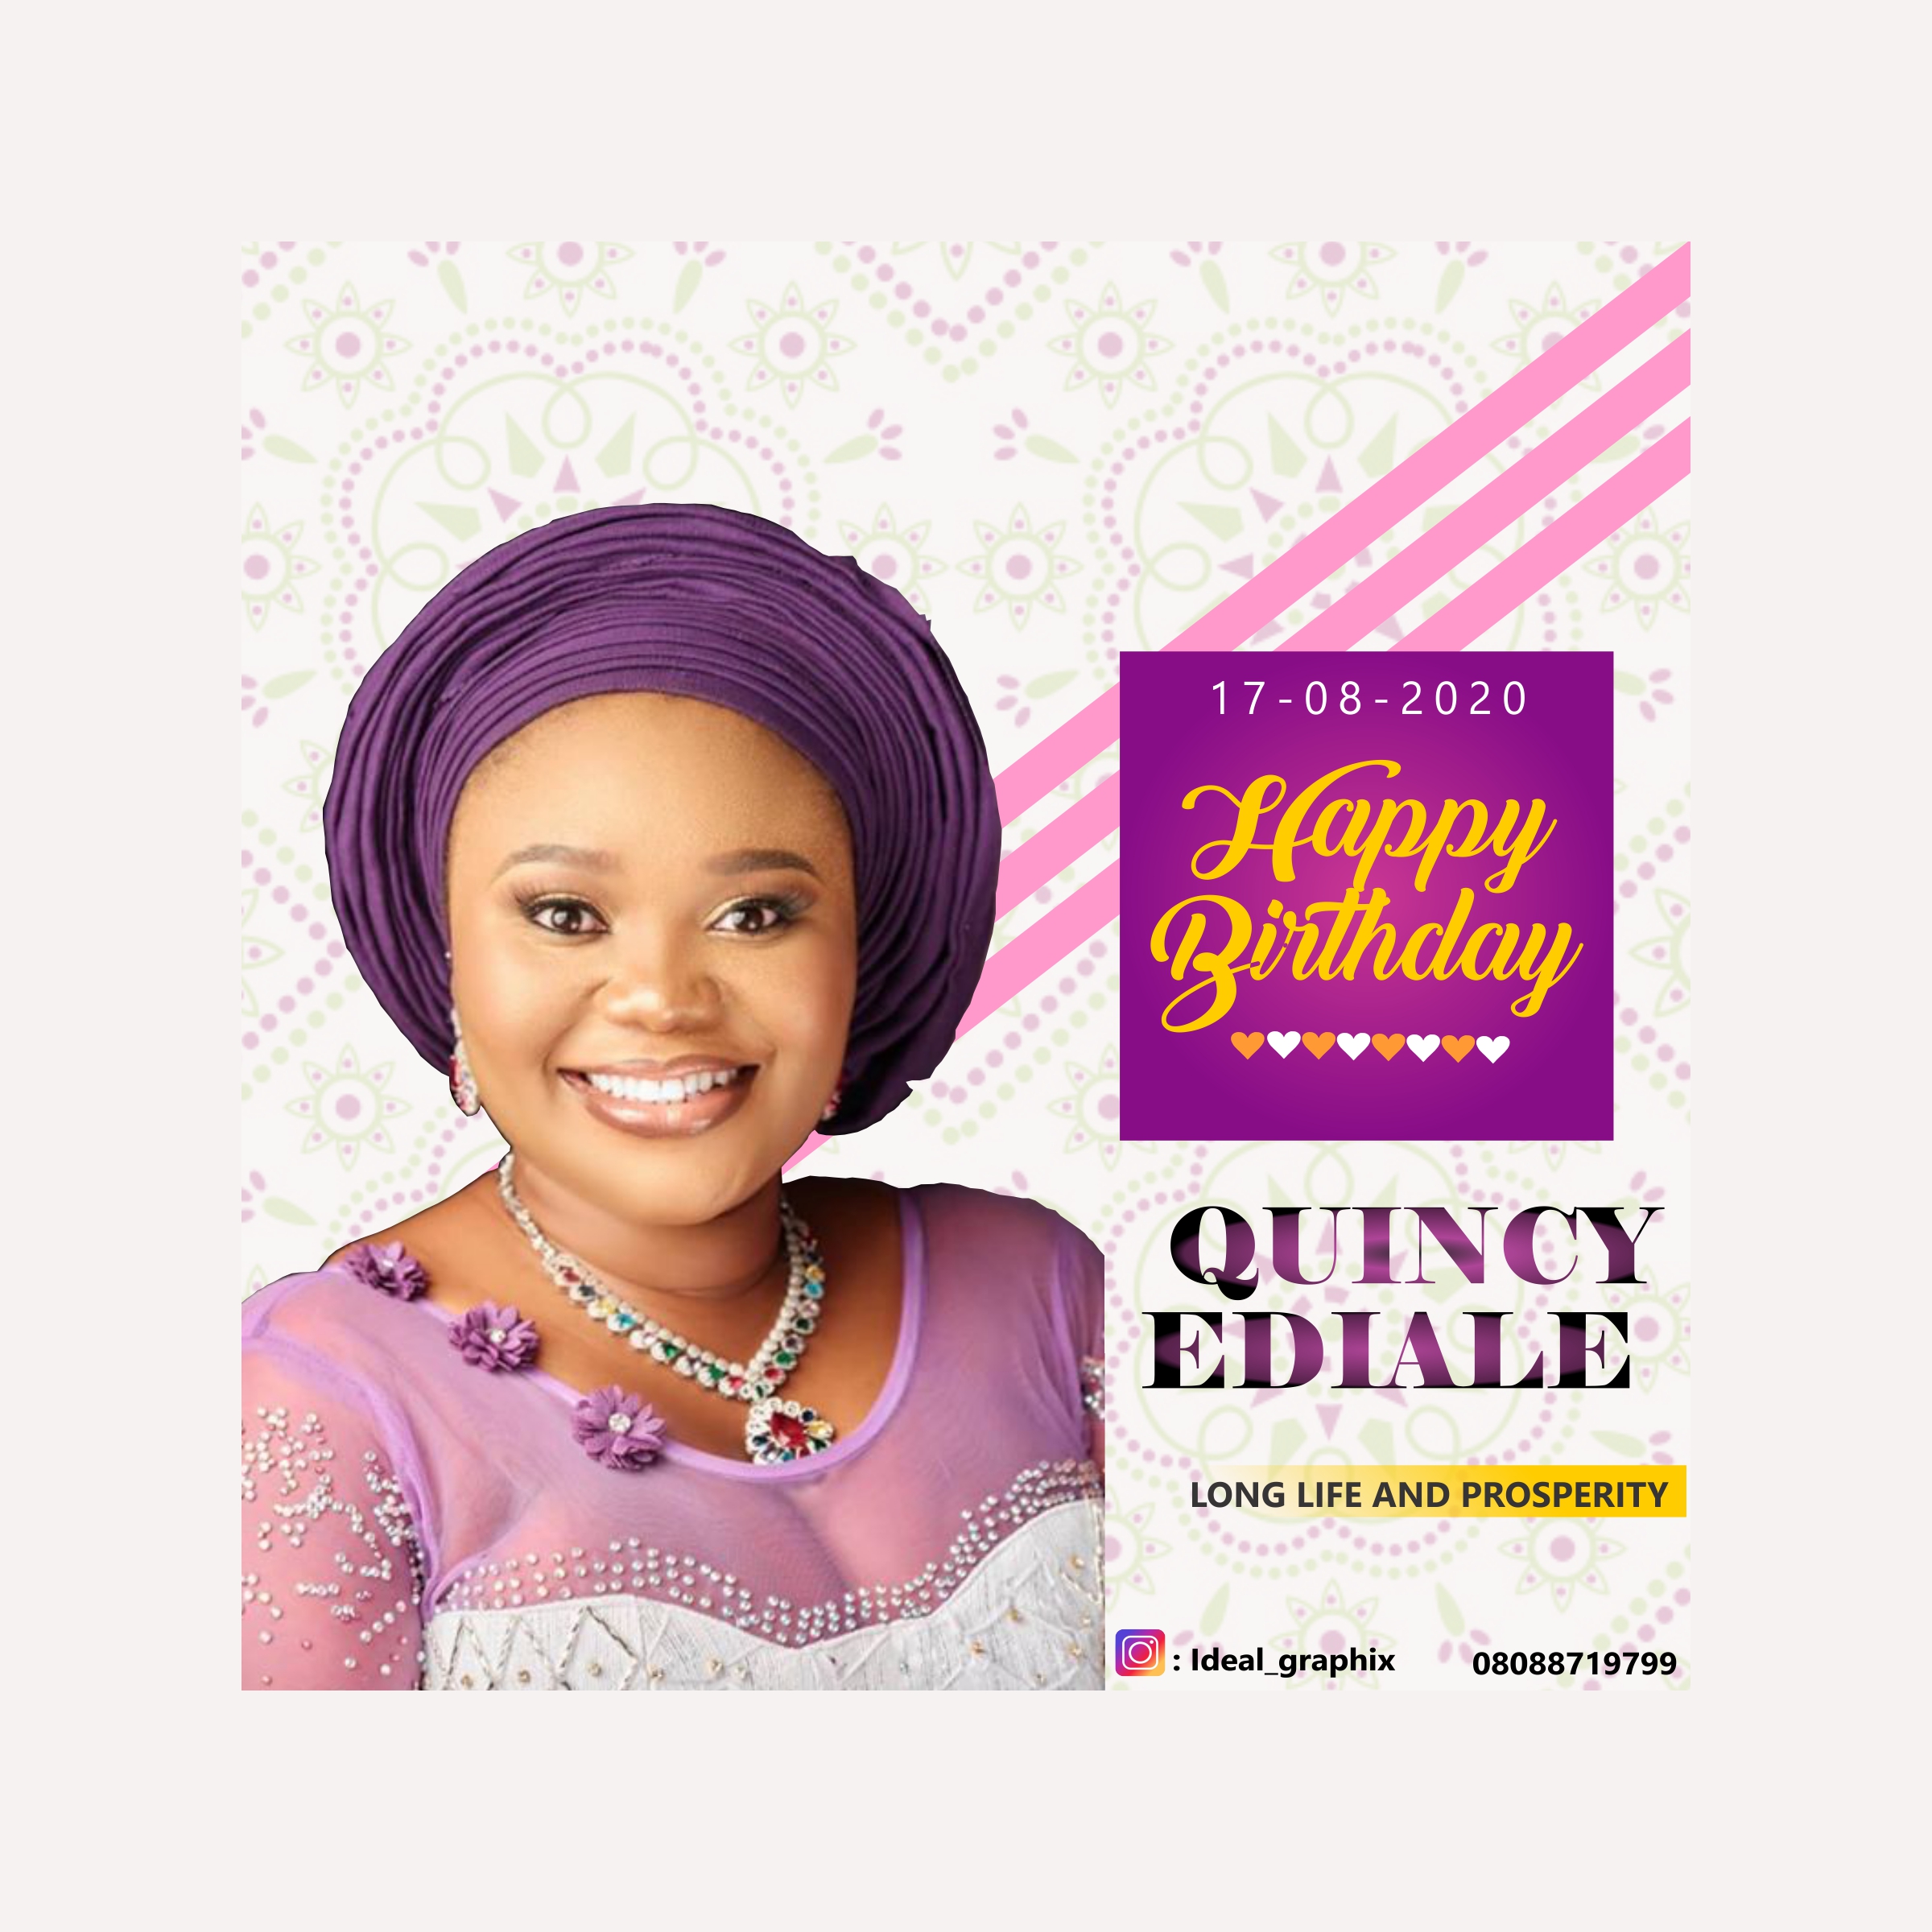 17-08-2020
Happy
Birthday
QUINCY
EDIALE
LONG LIFE AND PROSPERITY
: Ideal_graphix 08088719799